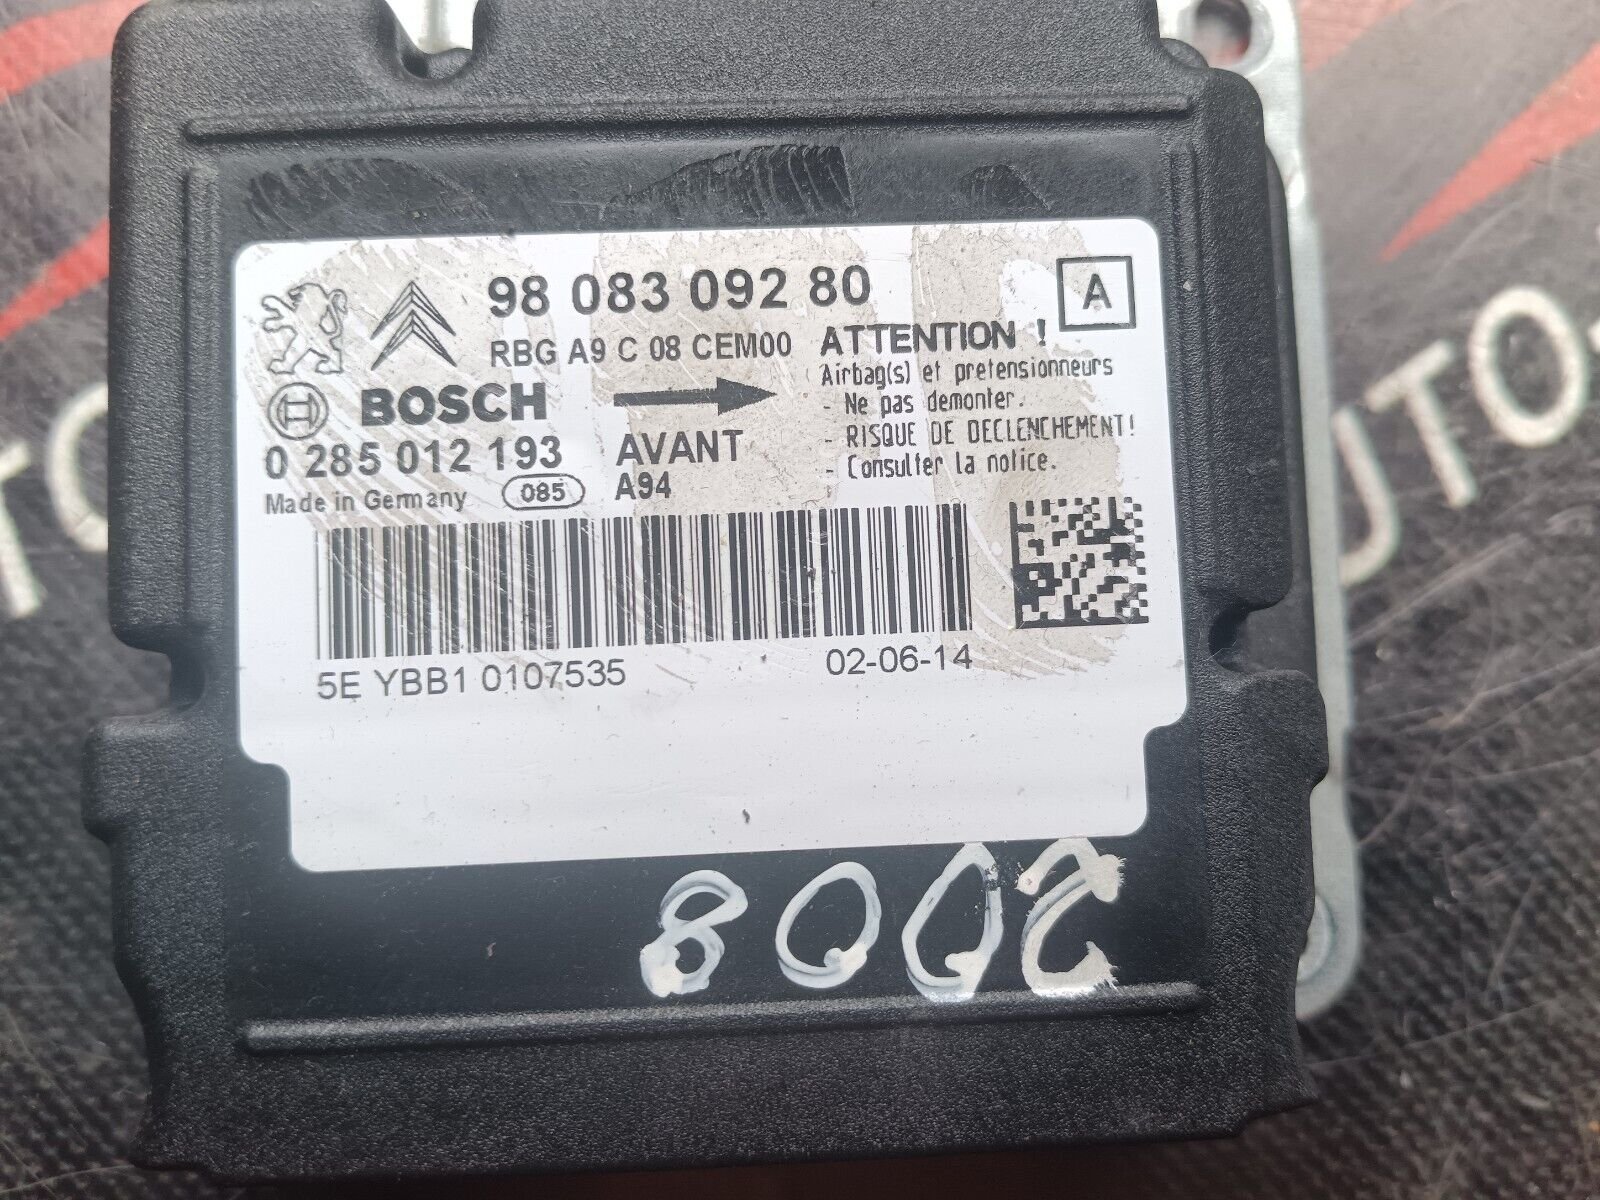 98 083 092 80
A
RBG A9 C 08 CEM00
ATTENTION !
Airbag(s) et pretensionneurs
- Ne pas demonter.
- RISQUE DE DECLENCHEMENT!
- Consulter la notice.
BOSCH
0 285 012 193
AVANT
Made in Germany
085
A94
5E YBB1 0107535
02-06-14
2008
UTO